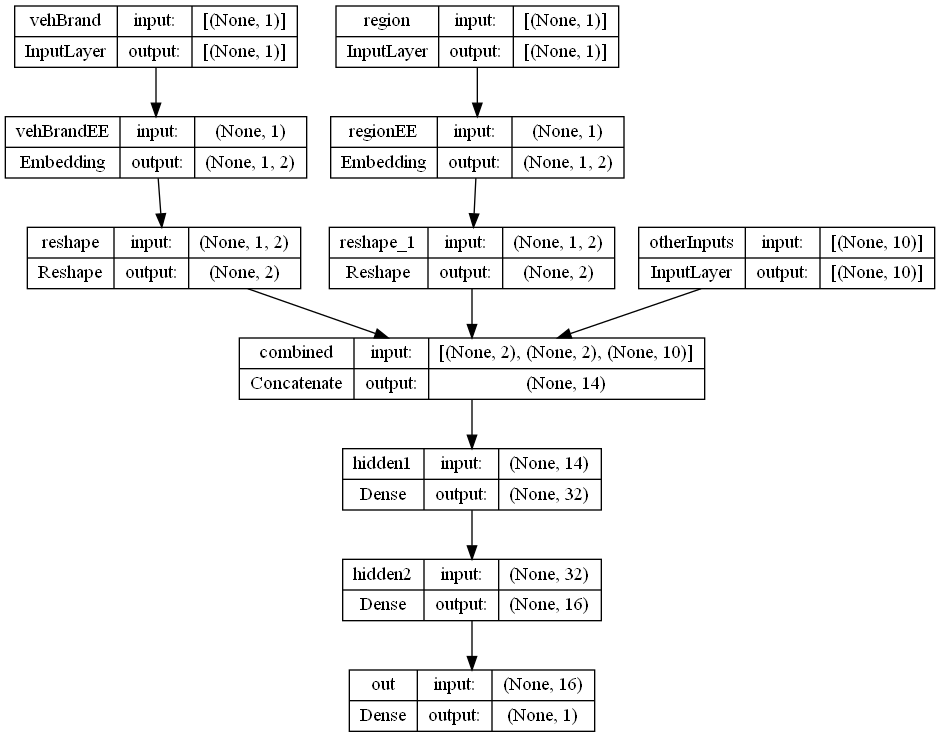 vehBrand input: [(None, 1)]
InputLayer output: [(None, 1)]
region input: [(None, 1)]
InputLayer output: [(None, 1)]
vehBrandEE input: (None, 1)
Embedding output: (None, 1, 2)
regionEE input: (None, 1)
Embedding output: (None, 1, 2)
reshape input: (None, 1, 2)
Reshape output: (None, 2)
reshape_1 input: (None, 1, 2)
Reshape output: (None, 2)
otherInputs input: [(None, 10)]
InputLayer output: [(None, 10)]
combined input: [(None, 2), (None, 2), (None, 10)]
Concatenate output: (None, 14)
hidden1 input: (None, 14)
Dense output: (None, 32)
hidden2 input: (None, 32)
Dense output: (None, 16)
out input: (None, 16)
Dense output: (None, 1)